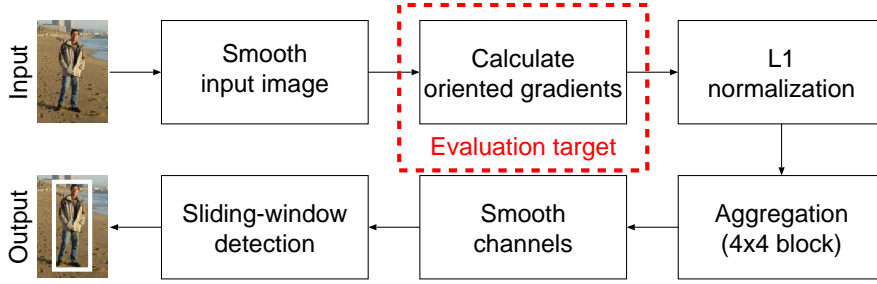 Input
Smooth
input image
Calculate
oriented gradients
Evaluation target
L1
normalization
Output
Sliding-window
detection
Smooth
channels
Aggregation
(4x4 block)